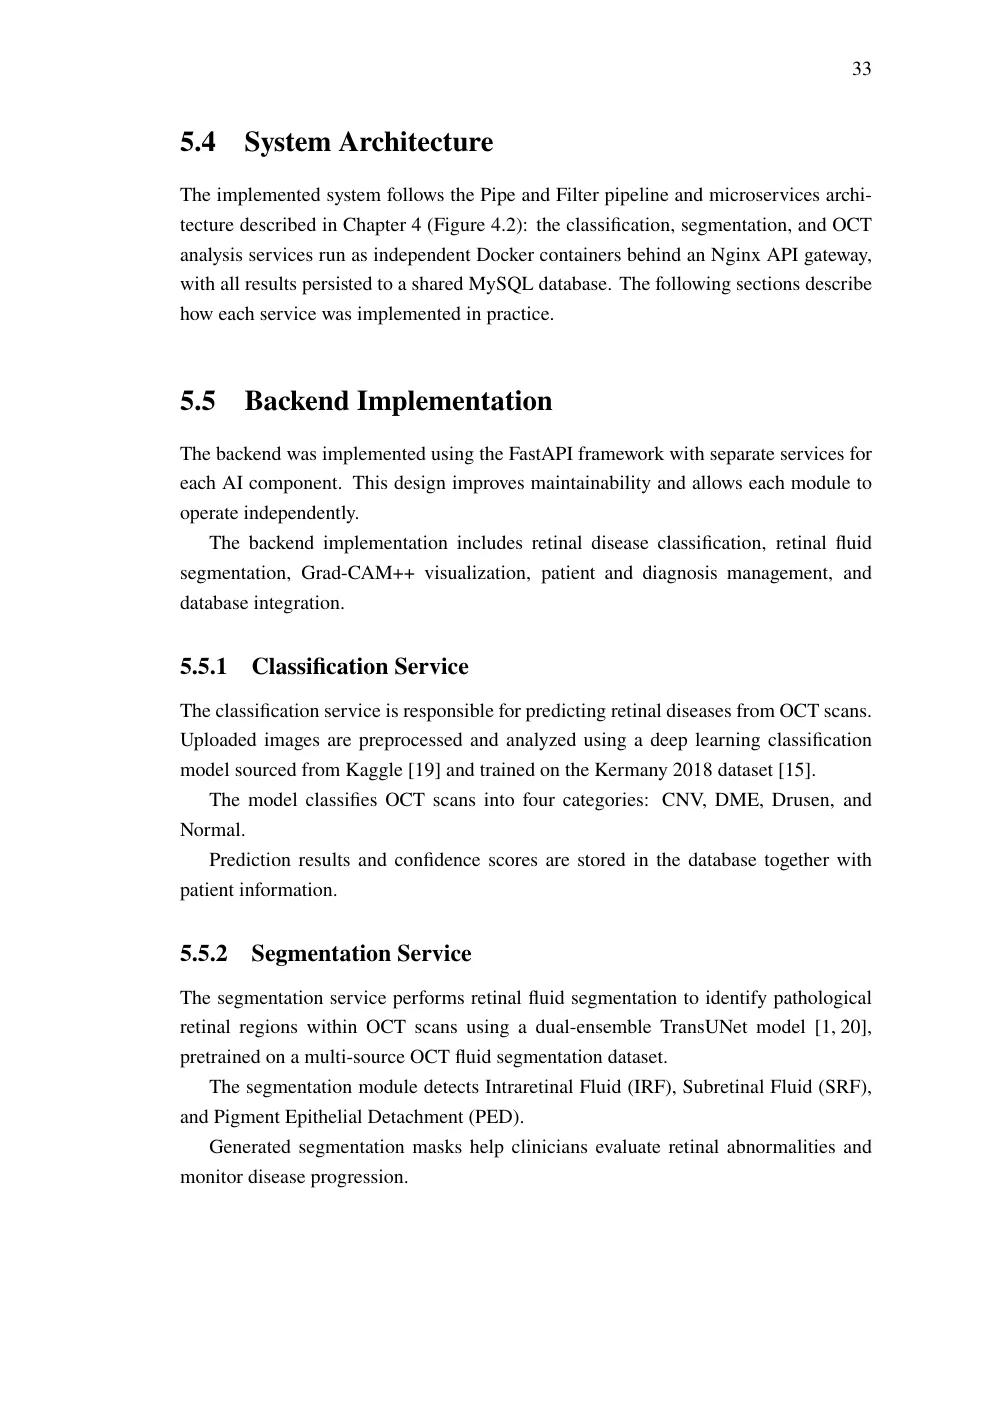 33
5.4 System Architecture
The implemented system follows the Pipe and Filter pipeline and microservices archi-
tecture described in Chapter 4 (Figure 4.2): the classification, segmentation, and OCT
analysis services run as independent Docker containers behind an Nginx API gateway,
with all results persisted to a shared MySQL database. The following sections describe
how each service was implemented in practice.
5.5 Backend Implementation
The backend was implemented using the FastAPI framework with separate services for
each AI component. This design improves maintainability and allows each module to
operate independently.
The backend implementation includes retinal disease classification, retinal fluid
segmentation, Grad-CAM++ visualization, patient and diagnosis management, and
database integration.
5.5.1 Classification Service
The classification service is responsible for predicting retinal diseases from OCT scans.
Uploaded images are preprocessed and analyzed using a deep learning classification
model sourced from Kaggle [19] and trained on the Kermany 2018 dataset [15].
The model classifies OCT scans into four categories: CNV, DME, Drusen, and
Normal.
Prediction results and confidence scores are stored in the database together with
patient information.
5.5.2 Segmentation Service
The segmentation service performs retinal fluid segmentation to identify pathological
retinal regions within OCT scans using a dual-ensemble TransUNet model [1, 20],
pretrained on a multi-source OCT fluid segmentation dataset.
The segmentation module detects Intraretinal Fluid (IRF), Subretinal Fluid (SRF),
and Pigment Epithelial Detachment (PED).
Generated segmentation masks help clinicians evaluate retinal abnormalities and
monitor disease progression.